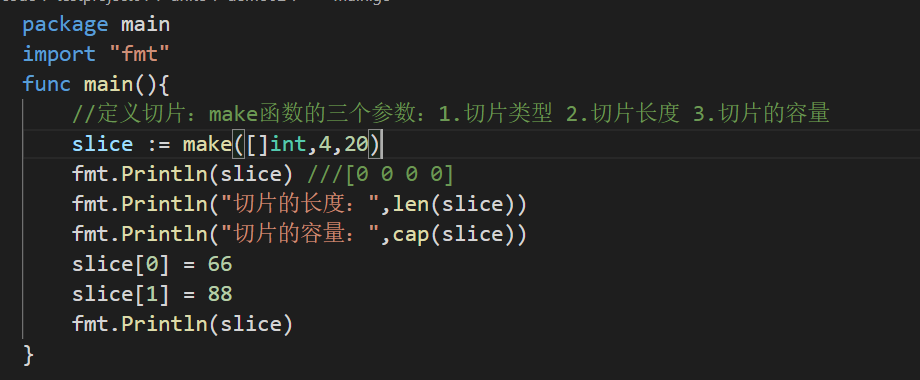 package main
import "fmt"
func main(){
//定义切片：make函数的三个参数：1.切片类型 2.切片长度 3.切片的容量
slice := make([]int,4,20)
fmt.Println(slice) ///[0 0 0 0]
fmt.Println("切片的长度：",len(slice))
fmt.Println("切片的容量：",cap(slice))
slice[0] = 66
slice[1] = 88
fmt.Println(slice)
}